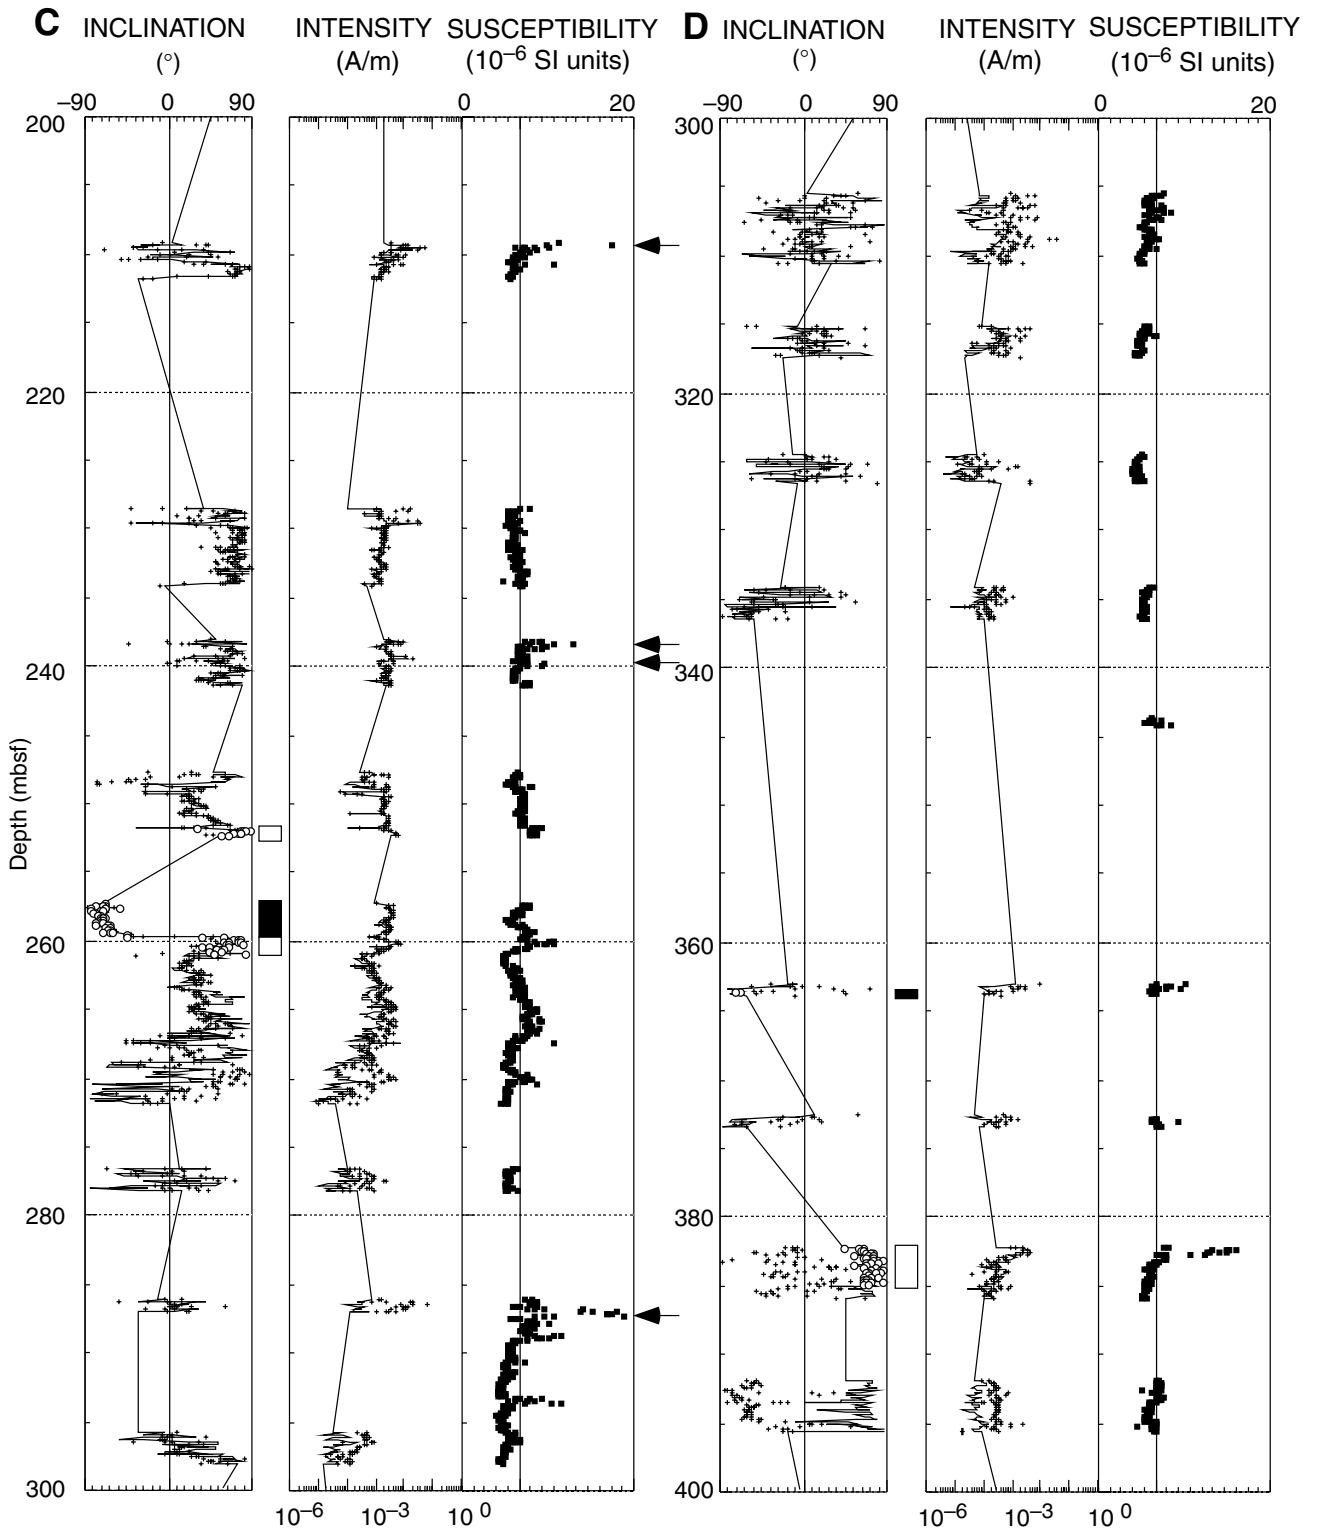 C INCLINATION INTENSITY SUSCEPTIBILITY D INCLINATION INTENSITY SUSCEPTIBILITY
(°) (A/m) (10–6 SI units) (°) (A/m) (10–6 SI units)
–90 0 90 0 20 –90 0 90 0 20
200 300
220 320
240 340
Depth (mbsf)
260 360
280 380
300 400
10–6 10–3 10 0 10–6 10–3 10 0